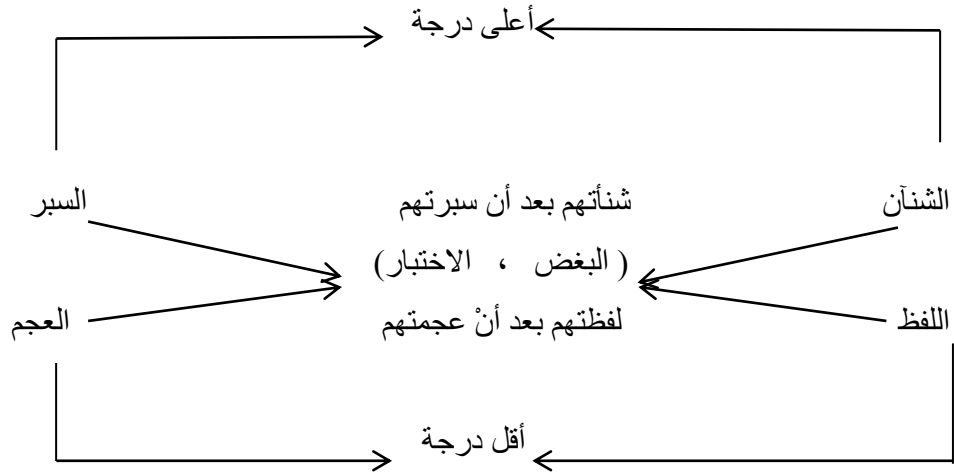 أعلى درجة
الشنآن
شنأتهم بعد أن سبرتهم
السبر
( البغض ، الاختبار)
اللفظ
لفظتهم بعد أنْ عجمتهم
العجم
أقل درجة